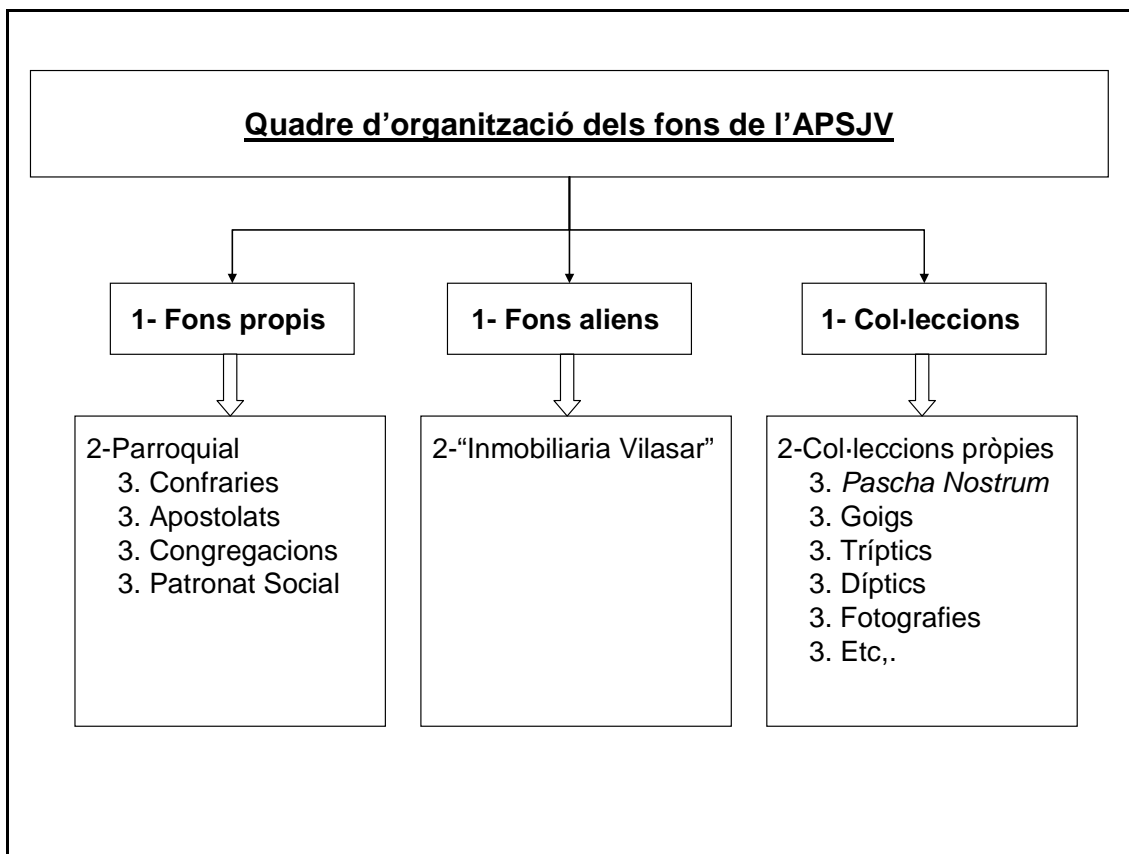 Quadre d’organització dels fons de l’APSJV
1- Fons propis
1- Fons aliens
1- Col·leccions
2-Parroquial
3. Confraries
3. Apostolats
3. Congregacions
3. Patronat Social
2-“Inmobiliaria Vilasar”
2-Col·leccions pròpies
3. Pascha Nostrum
3. Goigs
3. Tríptics
3. Díptics
3. Fotografies
3. Etc,.